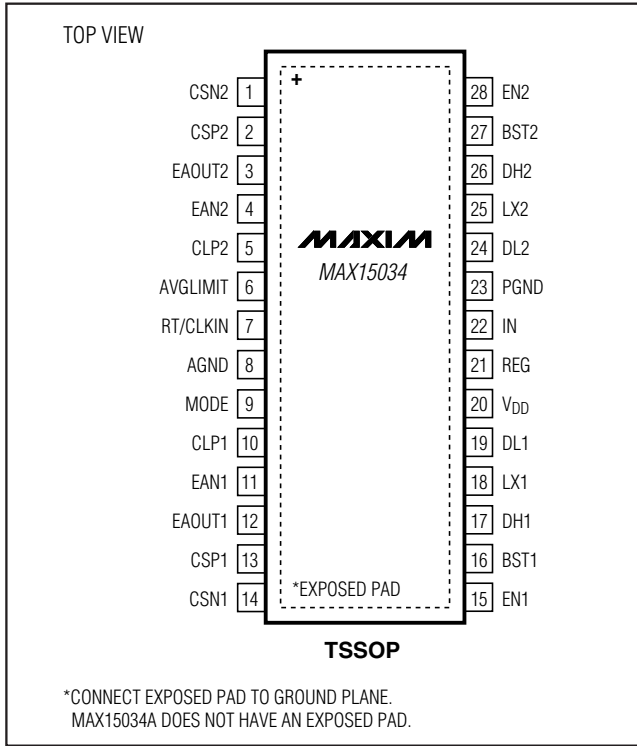 TOP VIEW
CSN2 1
CSP2 2
EAOUT2 3
EAN2 4
CLP2 5
AVGLIMIT 6
RT/CLKIN 7
AGND 8
MODE 9
CLP1 10
EAN1 11
EAOUT1 12
CSP1 13
CSN1 14
+
MAXIM
MAX15034
*EXPOSED PAD
28 EN2
27 BST2
26 DH2
25 LX2
24 DL2
23 PGND
22 IN
21 REG
20 VDD
19 DL1
18 LX1
17 DH1
16 BST1
15 EN1
TSSOP
*CONNECT EXPOSED PAD TO GROUND PLANE.
MAX15034A DOES NOT HAVE AN EXPOSED PAD.